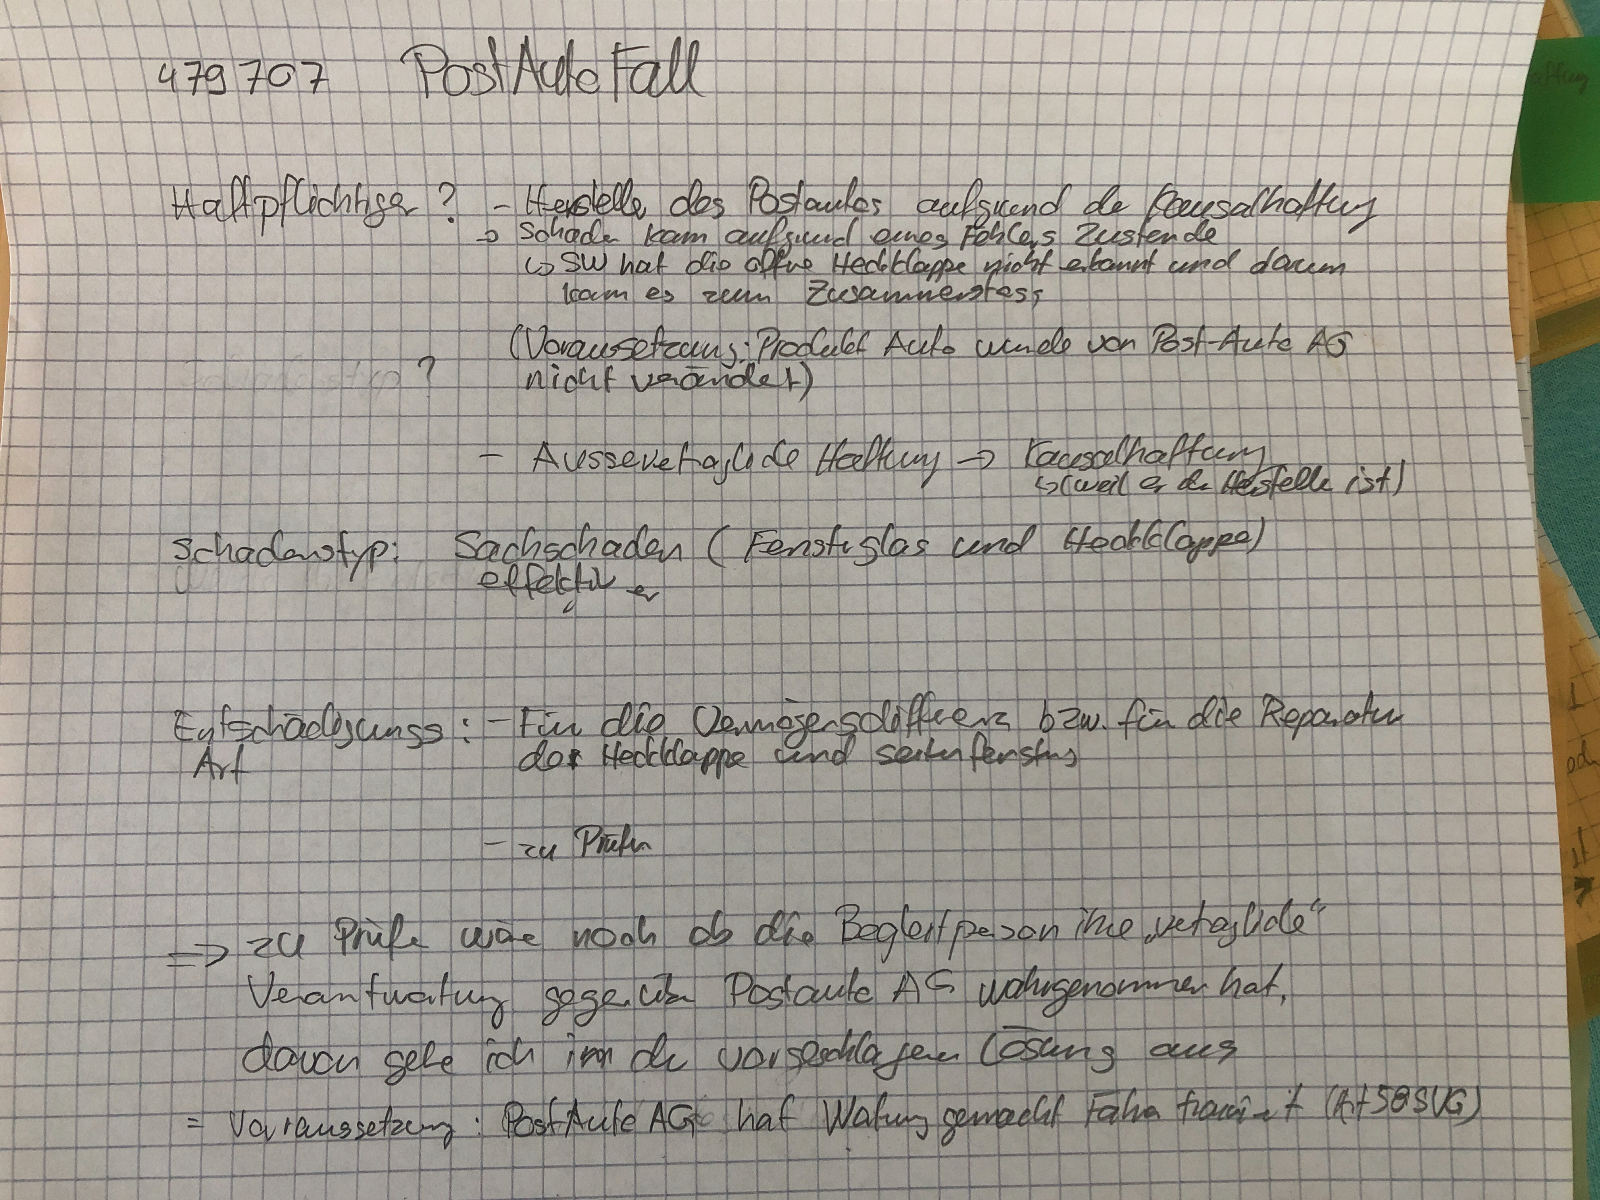 479707 PostAuto Fall
Haftpflichtiger ? - Hersteller des Postautos aufgrund der Kausalhaftung
→ Schaden kam aufgrund eines Fehlers Zustande
↳ SW hat die offne Heckklappe nicht erkannt und darum
kam es zum Zusammenstoss
(Voraussetzung: Produkt Auto wurde von Post-Auto AG
? nicht verändert)
- Ausservertragliche Haftung → Kausalhaftung
↳ (weil er der Hersteller ist)
Schadenstyp: Sachschaden (Fensterglas und Heckklappe)
effektiver
Entschädigungs : - Für die Vermögensdifferenz bzw. für die Reparatur
Art der Heckklappe und seitenfensters
- zu Prüfen
⇒ zu Prüfe wäre noch ob die Begleitperson ihre „vertragliche“
Verantwortung gegenüber Postauto AG wahrgenommen hat,
davon gehe ich in der vorgeschlagenen Lösung aus
= Voraussetzung: PostAuto AG hat Wartung gemacht Fahrer trainiert (Art 58 SVG)